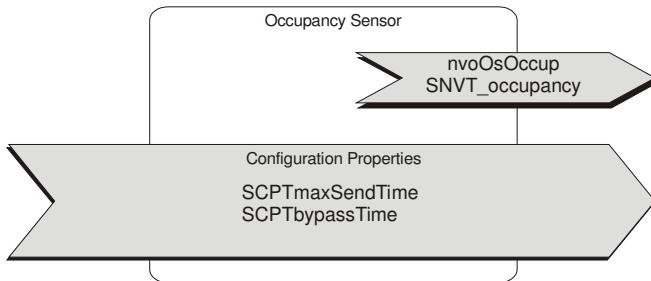 Occupancy Sensor
nvoOsOccup
SNVT_occupancy
Configuration Properties
SCPTmaxSendTime
SCPTbypassTime